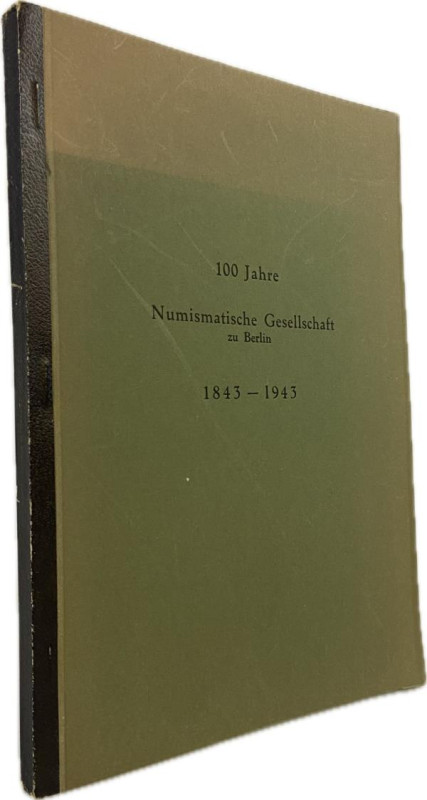 100 Jahre
Numismatische Gesellschaft
zu Berlin
1843 – 1943